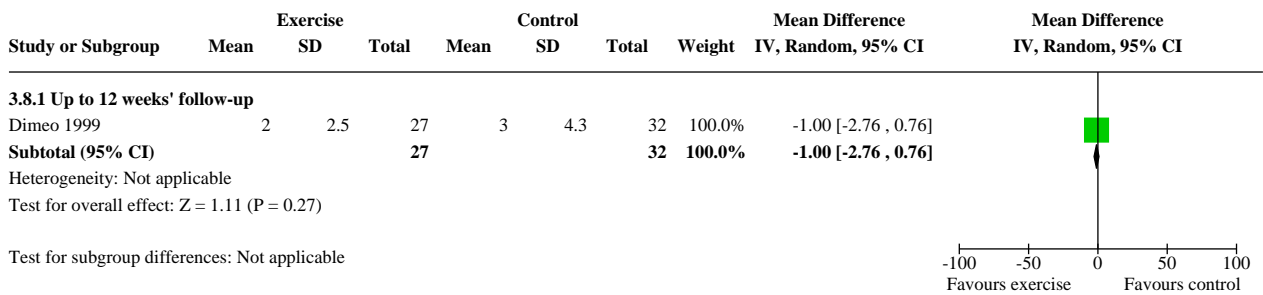 Exercise Control Mean Difference Mean Difference
Study or Subgroup Mean SD Total Mean SD Total Weight IV, Random, 95% CI IV, Random, 95% CI
3.8.1 Up to 12 weeks' follow-up
Dimeo 1999 2 2.5 27 3 4.3 32 100.0% -1.00 [-2.76 , 0.76]
Subtotal (95% CI) 27 32 100.0% -1.00 [-2.76 , 0.76]
Heterogeneity: Not applicable
Test for overall effect: Z = 1.11 (P = 0.27)
Test for subgroup differences: Not applicable
-100 -50 0 50 100
Favours exercise Favours control